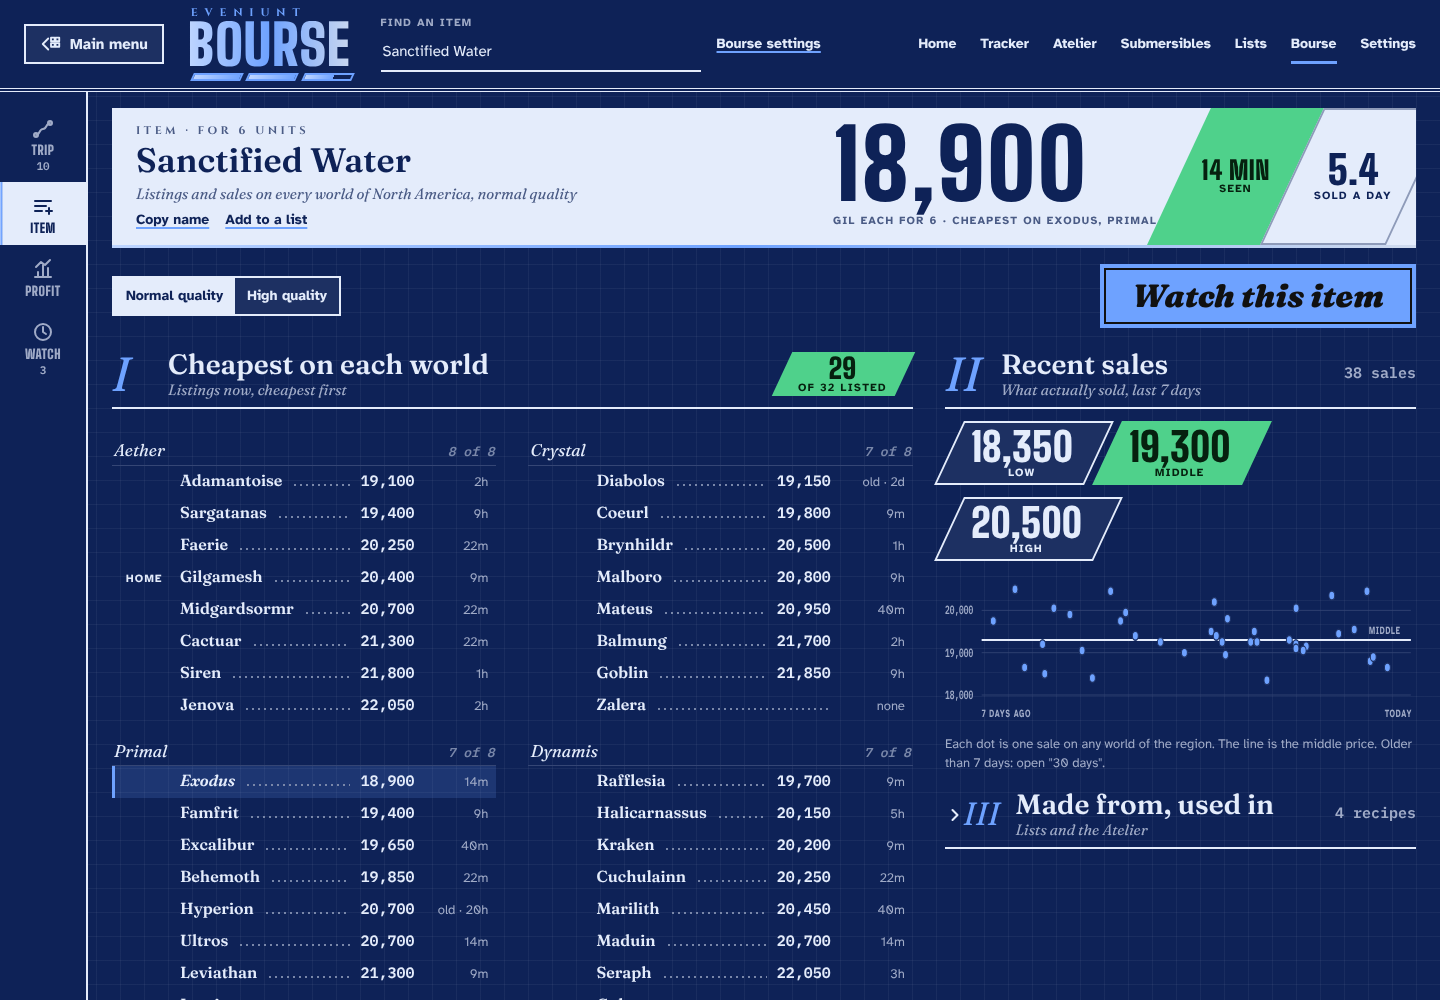 Main menu
EVENIUNT
BOURSE
FIND AN ITEM
Sanctified Water
Bourse settings
Home
Tracker
Atelier
Submersibles
Lists
Bourse
Settings
TRIP
10
ITEM
PROFIT
WATCH
3
ITEM · FOR 6 UNITS
Sanctified Water
Listings and sales on every world of North America, normal quality
Copy name
Add to a list
18,900
GIL EACH FOR 6 · CHEAPEST ON EXODUS, PRIMAL
14 MIN
SEEN
5.4
SOLD A DAY
Normal quality
High quality
Watch this item
I
Cheapest on each world
Listings now, cheapest first
29
OF 32 LISTED
Aether 8 of 8
Adamantoise 19,100 2h
Sargatanas 19,400 9h
Faerie 20,250 22m
HOME Gilgamesh 20,400 9m
Midgardsormr 20,700 22m
Cactuar 21,300 22m
Siren 21,800 1h
Jenova 22,050 2h
Crystal 7 of 8
Diabolos 19,150 old · 2d
Coeurl 19,800 9m
Brynhildr 20,500 1h
Malboro 20,800 9h
Mateus 20,950 40m
Balmung 21,700 2h
Goblin 21,850 9h
Zalera none
Primal 7 of 8
Exodus 18,900 14m
Famfrit 19,400 9h
Excalibur 19,650 40m
Behemoth 19,850 22m
Hyperion 20,700 old · 20h
Ultros 20,700 14m
Leviathan 21,300 9m
Dynamis 7 of 8
Rafflesia 19,700 9m
Halicarnassus 20,150 5h
Kraken 20,200 9m
Cuchulainn 20,250 22m
Marilith 20,450 40m
Maduin 20,700 14m
Seraph 22,050 3h
II
Recent sales
What actually sold, last 7 days
38 sales
18,350
LOW
19,300
MIDDLE
20,500
HIGH
20,000
MIDDLE
19,000
18,000
7 DAYS AGO
TODAY
Each dot is one sale on any world of the region. The line is the middle price. Older
than 7 days: open "30 days".
III
Made from, used in
Lists and the Atelier
4 recipes